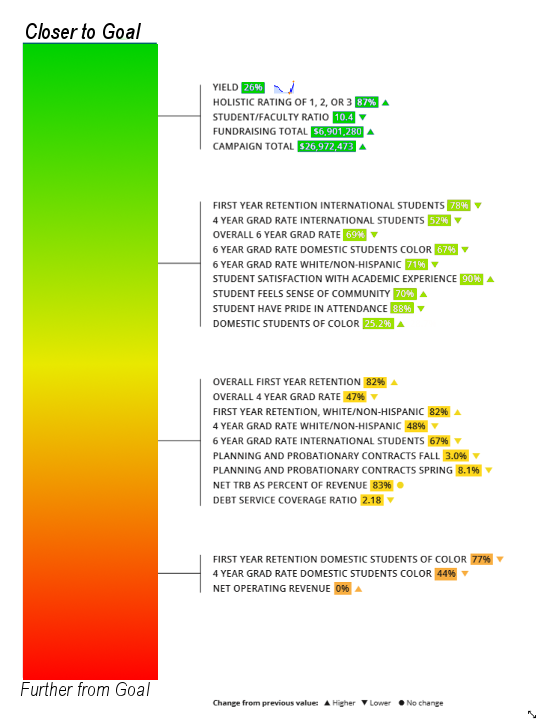 Closer to Goal
YIELD 26%
HOLISTIC RATING OF 1, 2, OR 3 87% ▲
STUDENT/FACULTY RATIO 10.4 ▼
FUNDRAISING TOTAL $6,901,280 ▲
CAMPAIGN TOTAL $26,972,473 ▲
FIRST YEAR RETENTION INTERNATIONAL STUDENTS 78% ▼
4 YEAR GRAD RATE INTERNATIONAL STUDENTS 52% ▼
OVERALL 6 YEAR GRAD RATE 69% ▼
6 YEAR GRAD RATE DOMESTIC STUDENTS COLOR 67% ▼
6 YEAR GRAD RATE WHITE/NON-HISPANIC 71% ▼
STUDENT SATISFACTION WITH ACADEMIC EXPERIENCE 90% ▲
STUDENT FEELS SENSE OF COMMUNITY 70% ▲
STUDENT HAVE PRIDE IN ATTENDANCE 88% ▼
DOMESTIC STUDENTS OF COLOR 25.2% ▲
OVERALL FIRST YEAR RETENTION 82% ▲
OVERALL 4 YEAR GRAD RATE 47% ▼
FIRST YEAR RETENTION, WHITE/NON-HISPANIC 82% ▲
4 YEAR GRAD RATE WHITE/NON-HISPANIC 48% ▼
6 YEAR GRAD RATE INTERNATIONAL STUDENTS 67% ▼
PLANNING AND PROBATIONARY CONTRACTS FALL 3.0% ▼
PLANNING AND PROBATIONARY CONTRACTS SPRING 8.1% ▼
NET TRB AS PERCENT OF REVENUE 83% ●
DEBT SERVICE COVERAGE RATIO 2.18 ▼
FIRST YEAR RETENTION DOMESTIC STUDENTS OF COLOR 77% ▼
4 YEAR GRAD RATE DOMESTIC STUDENTS COLOR 44% ▼
NET OPERATING REVENUE 0% ▲
Further from Goal
Change from previous value: ▲ Higher ▼ Lower ● No change